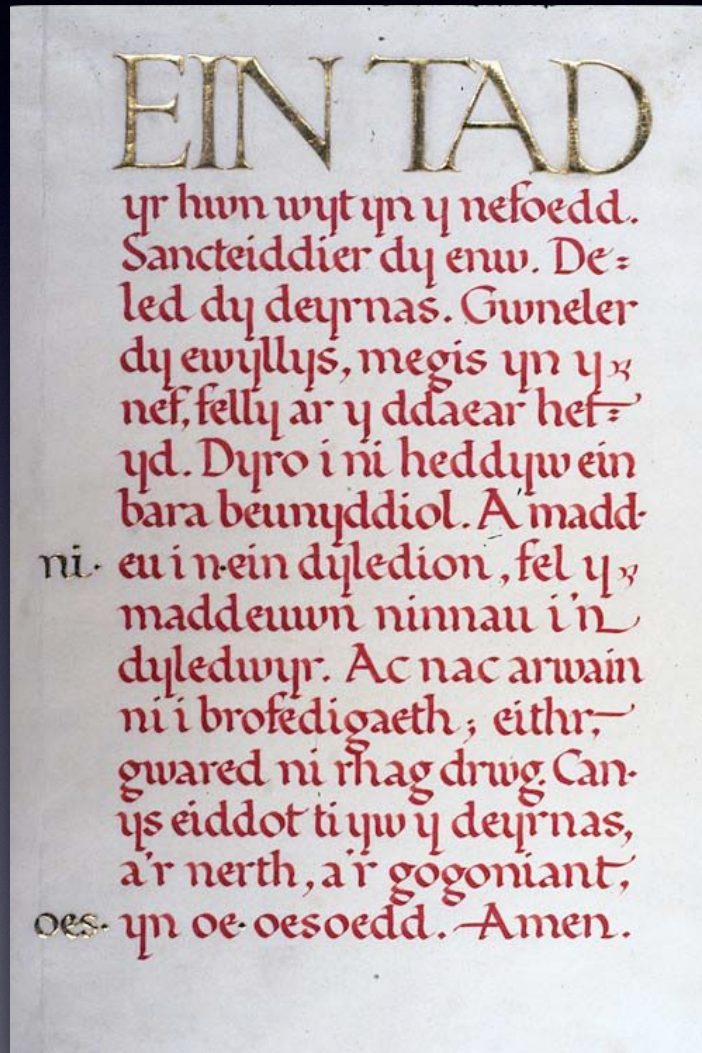 EIN TAD
yr hwn wyt yn y nefoedd.
Sancteiddier dy enw. De=
led dy deyrnas. Gwneler
dy ewyllys, megis yn y
nef, felly ar y ddaear hef=
yd. Dyro i ni heddyw ein
bara beunyddiol. A madd-
ni· eu i n·ein dyledion, fel y
maddeuwn ninnau i'n
dyledwyr. Ac nac arwain
ni i brofedigaeth; eithr,
gwared ni rhag drwg. Can-
ys eiddot ti yw y deyrnas,
a'r nerth, a'r gogoniant,
oes· yn oe·oesoedd. Amen.